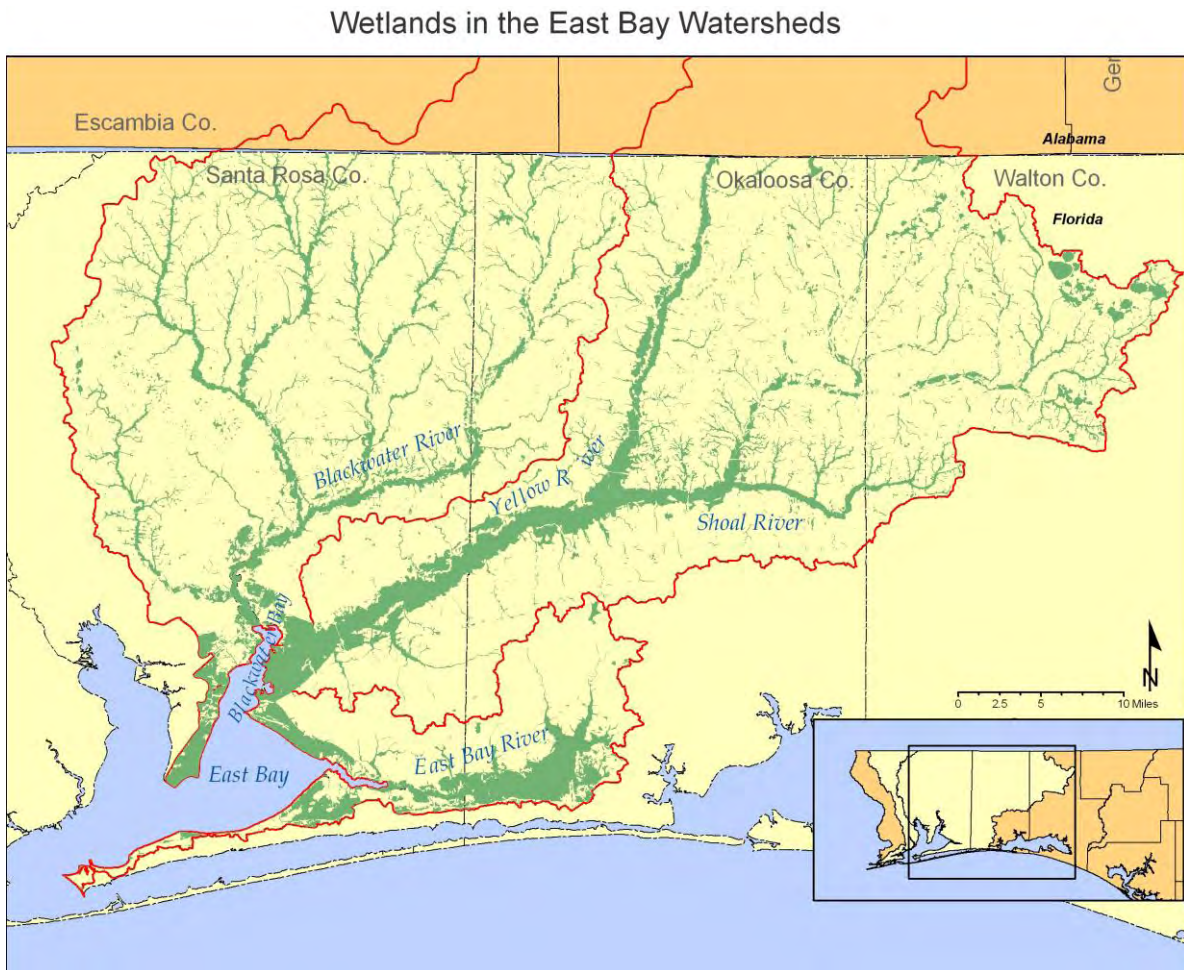 Wetlands in the East Bay Watersheds
Escambia Co.
Alabama
Santa Rosa Co.
Okaloosa Co.
Walton Co.
Florida
Blackwater River
Yellow R wer
Shoal River
Blackwater Bay
N
0 2.5 5 10 Miles
East Bay River
East Bay